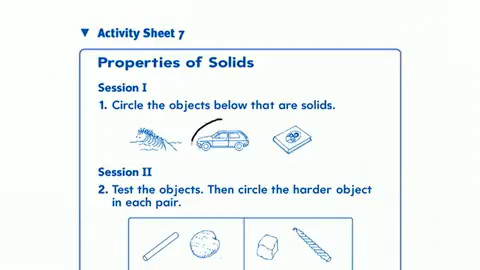 ▼ Activity Sheet 7
Properties of Solids
Session I
1. Circle the objects below that are solids.
Session II
2. Test the objects. Then circle the harder object
in each pair.